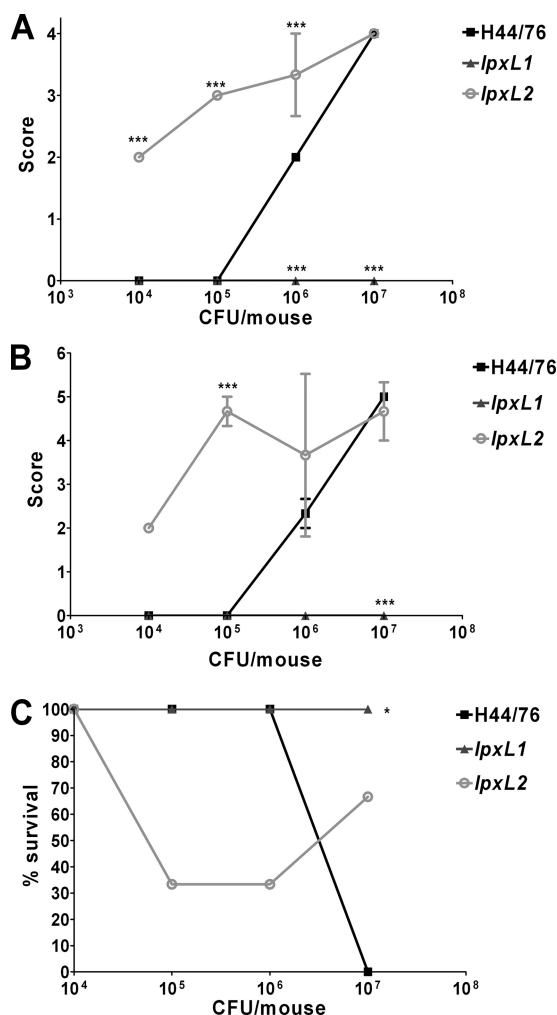 A
H44/76
lpxL1
lpxL2
Score
4
3
2
1
0
***
***
***
***
***
10³ 10⁴ 10⁵ 10⁶ 10⁷ 10⁸
CFU/mouse
B
H44/76
lpxL1
lpxL2
Score
6
5
4
3
2
1
0
***
***
10³ 10⁴ 10⁵ 10⁶ 10⁷ 10⁸
CFU/mouse
C
H44/76
lpxL1
lpxL2
% survival
100
90
80
70
60
50
40
30
20
10
0
*
10⁴ 10⁵ 10⁶ 10⁷ 10⁸
CFU/mouse